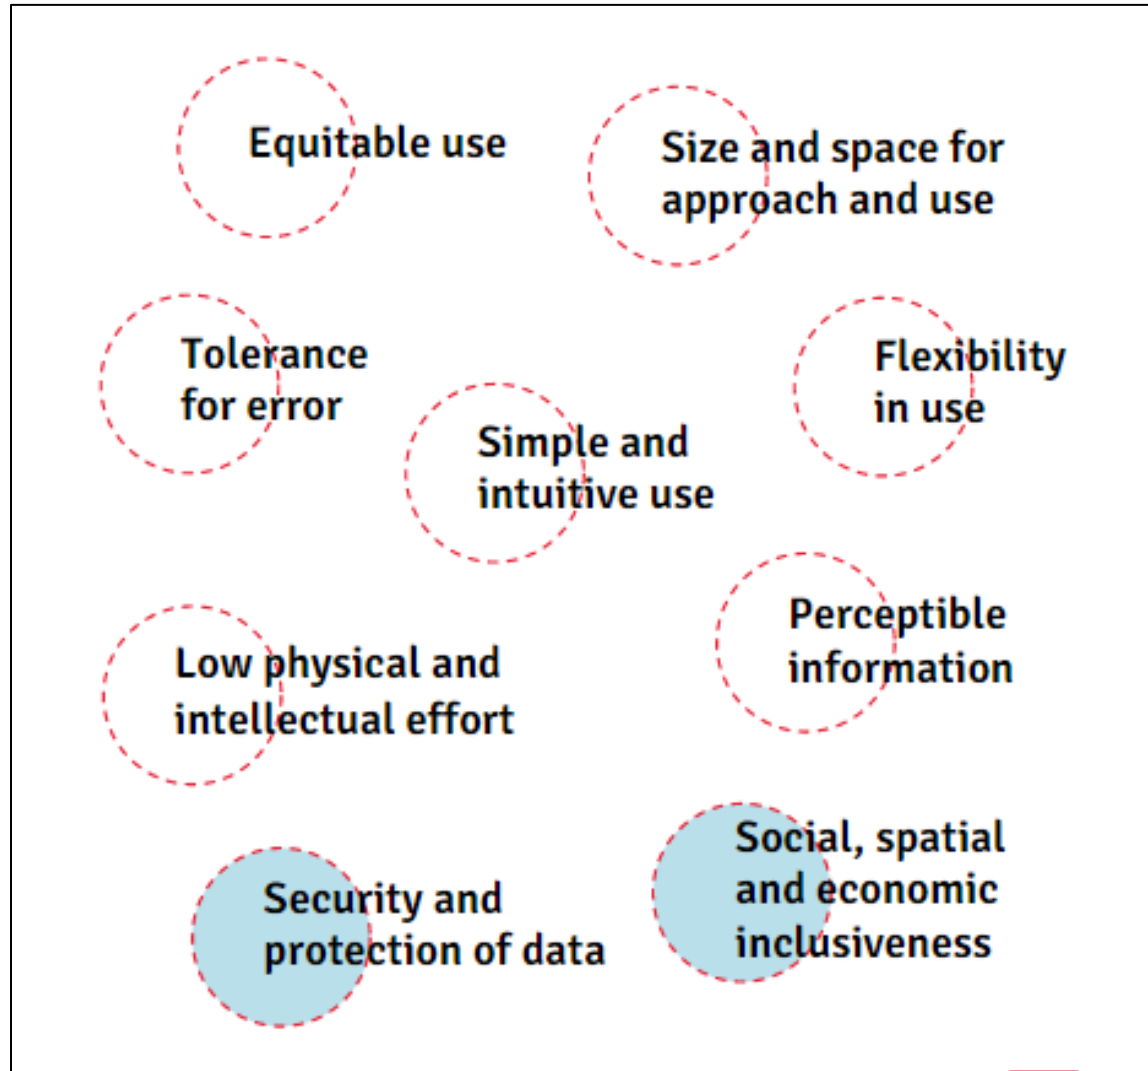 Equitable use
Size and space for
approach and use
Tolerance
for error
Flexibility
in use
Simple and
intuitive use
Perceptible
information
Low physical and
intellectual effort
Social, spatial
and economic
inclusiveness
Security and
protection of data